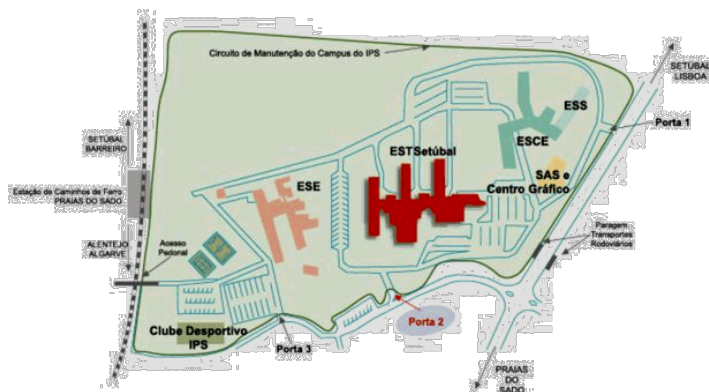 Circuito de Manutenção do Campus do IPS
SETÚBAL
LISBOA
ESS
Porta 1
ESCE
SETÚBAL
BARREIRO
ESTSetúbal
SAS e
Centro Gráfico
ESE
Estação de Caminhos de Ferro
PRAIAS DO SADO
Paragem
Transportes
Rodoviários
Acesso
Pedonal
ALENTEJO
ALGARVE
Porta 2
Clube Desportivo
IPS
Porta 3
PRAIAS
DO
SADO